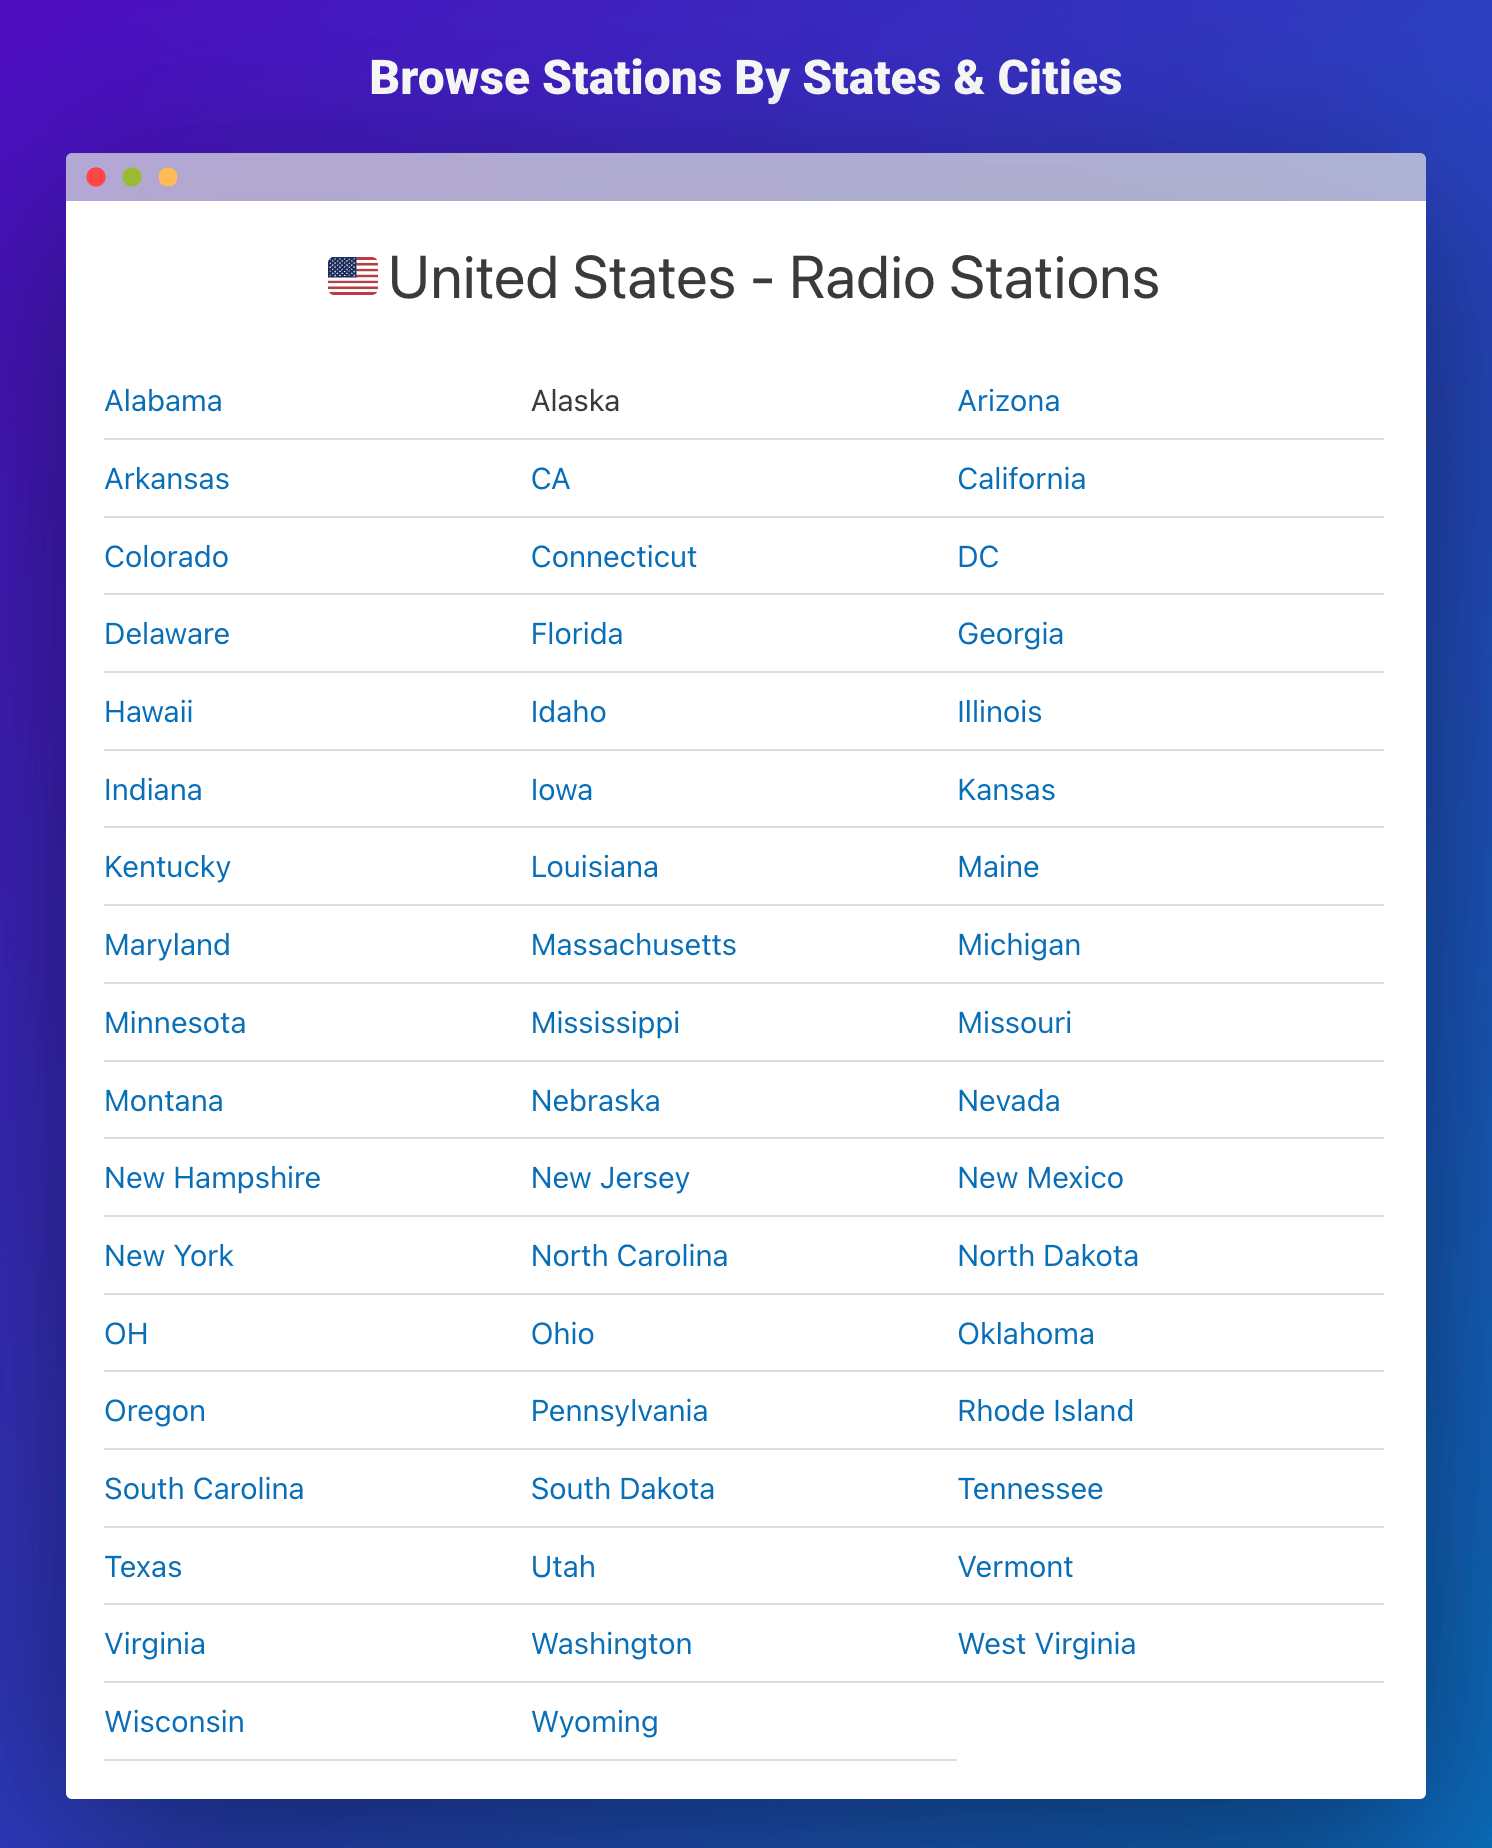 Browse Stations By States & Cities
United States - Radio Stations
Alabama Alaska Arizona
Arkansas CA California
Colorado Connecticut DC
Delaware Florida Georgia
Hawaii Idaho Illinois
Indiana Iowa Kansas
Kentucky Louisiana Maine
Maryland Massachusetts Michigan
Minnesota Mississippi Missouri
Montana Nebraska Nevada
New Hampshire New Jersey New Mexico
New York North Carolina North Dakota
OH Ohio Oklahoma
Oregon Pennsylvania Rhode Island
South Carolina South Dakota Tennessee
Texas Utah Vermont
Virginia Washington West Virginia
Wisconsin Wyoming